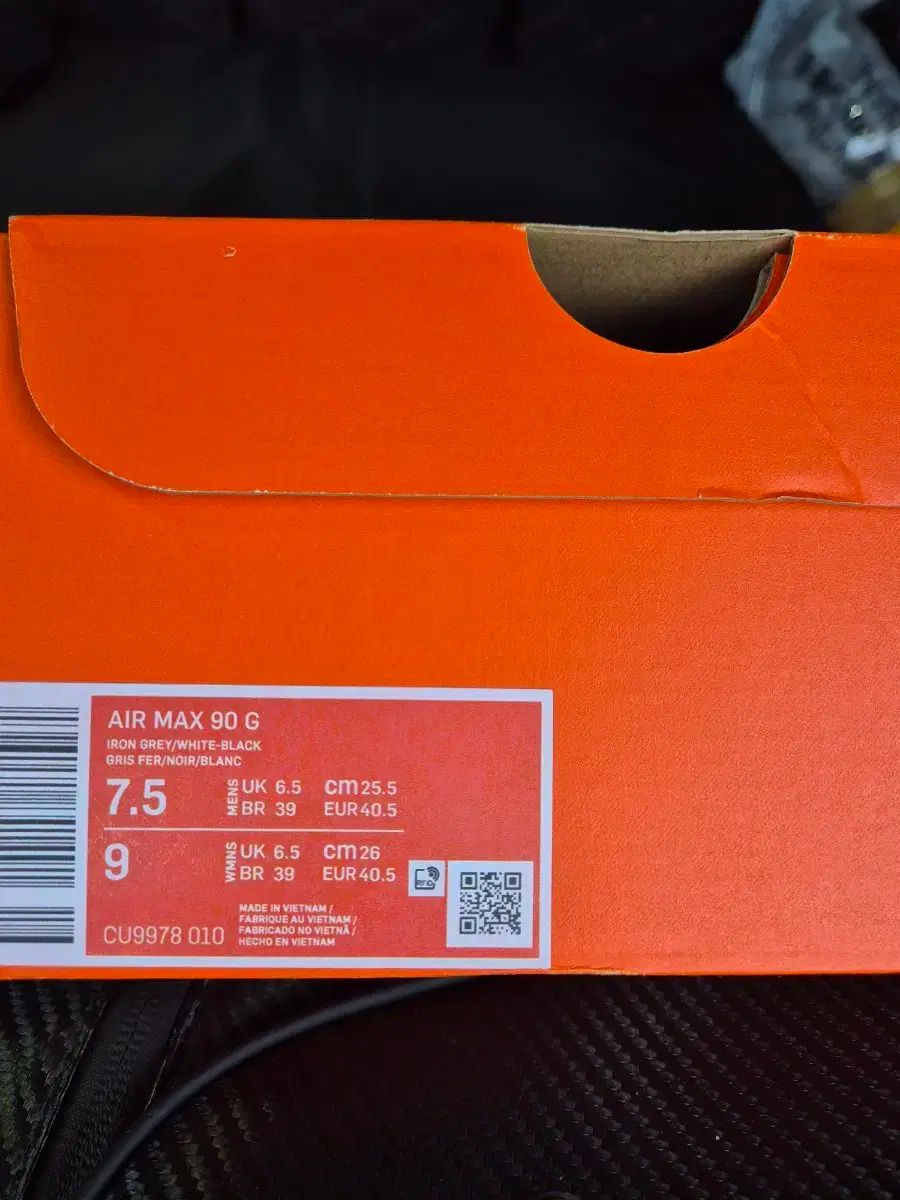 AIR MAX 90 G
IRON GREY/WHITE-BLACK
GRIS FER/NOIR/BLANC
7.5 MENS UK 6.5 cm 25.5
BR 39 EUR 40.5
9 WMNS UK 6.5 cm 26
BR 39 EUR 40.5
RFID
CU9978 010
MADE IN VIETNAM /
FABRIQUE AU VIETNAM /
FABRICADO NO VIETNÃ /
HECHO EN VIETNAM